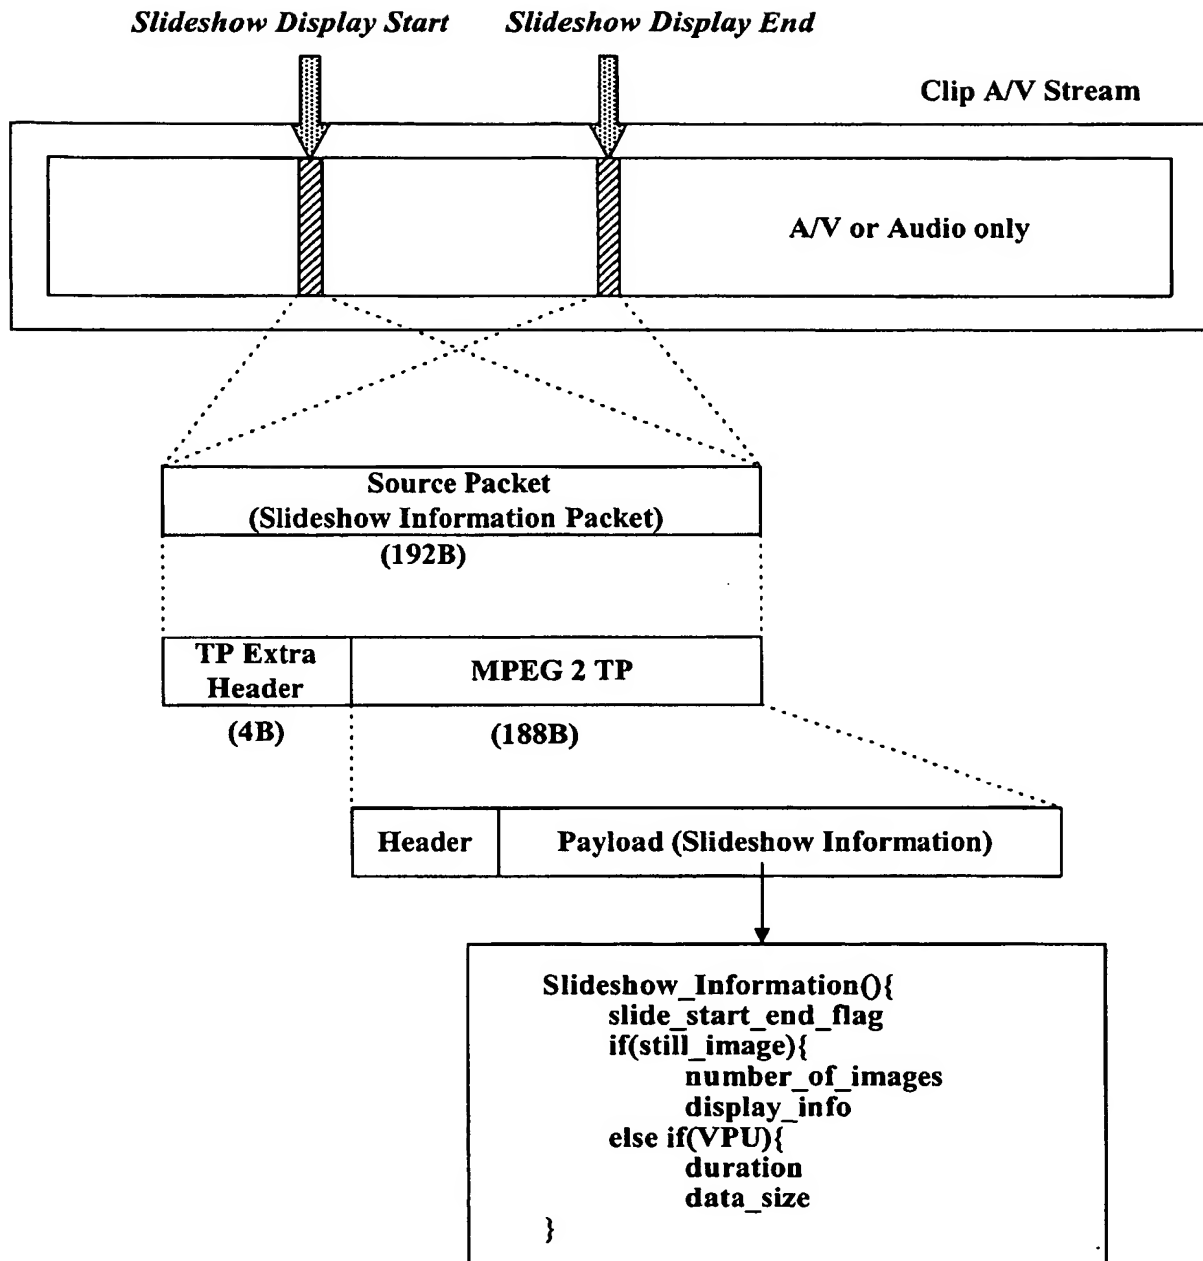 Slideshow Display Start
Slideshow Display End
Clip A/V Stream
A/V or Audio only
Source Packet
(Slideshow Information Packet)
(192B)
TP Extra
Header
MPEG 2 TP
(4B)
(188B)
Header
Payload (Slideshow Information)
Slideshow_Information(){
slide_start_end_flag
if(still_image){
number_of_images
display_info
else if(VPU){
duration
data_size
}